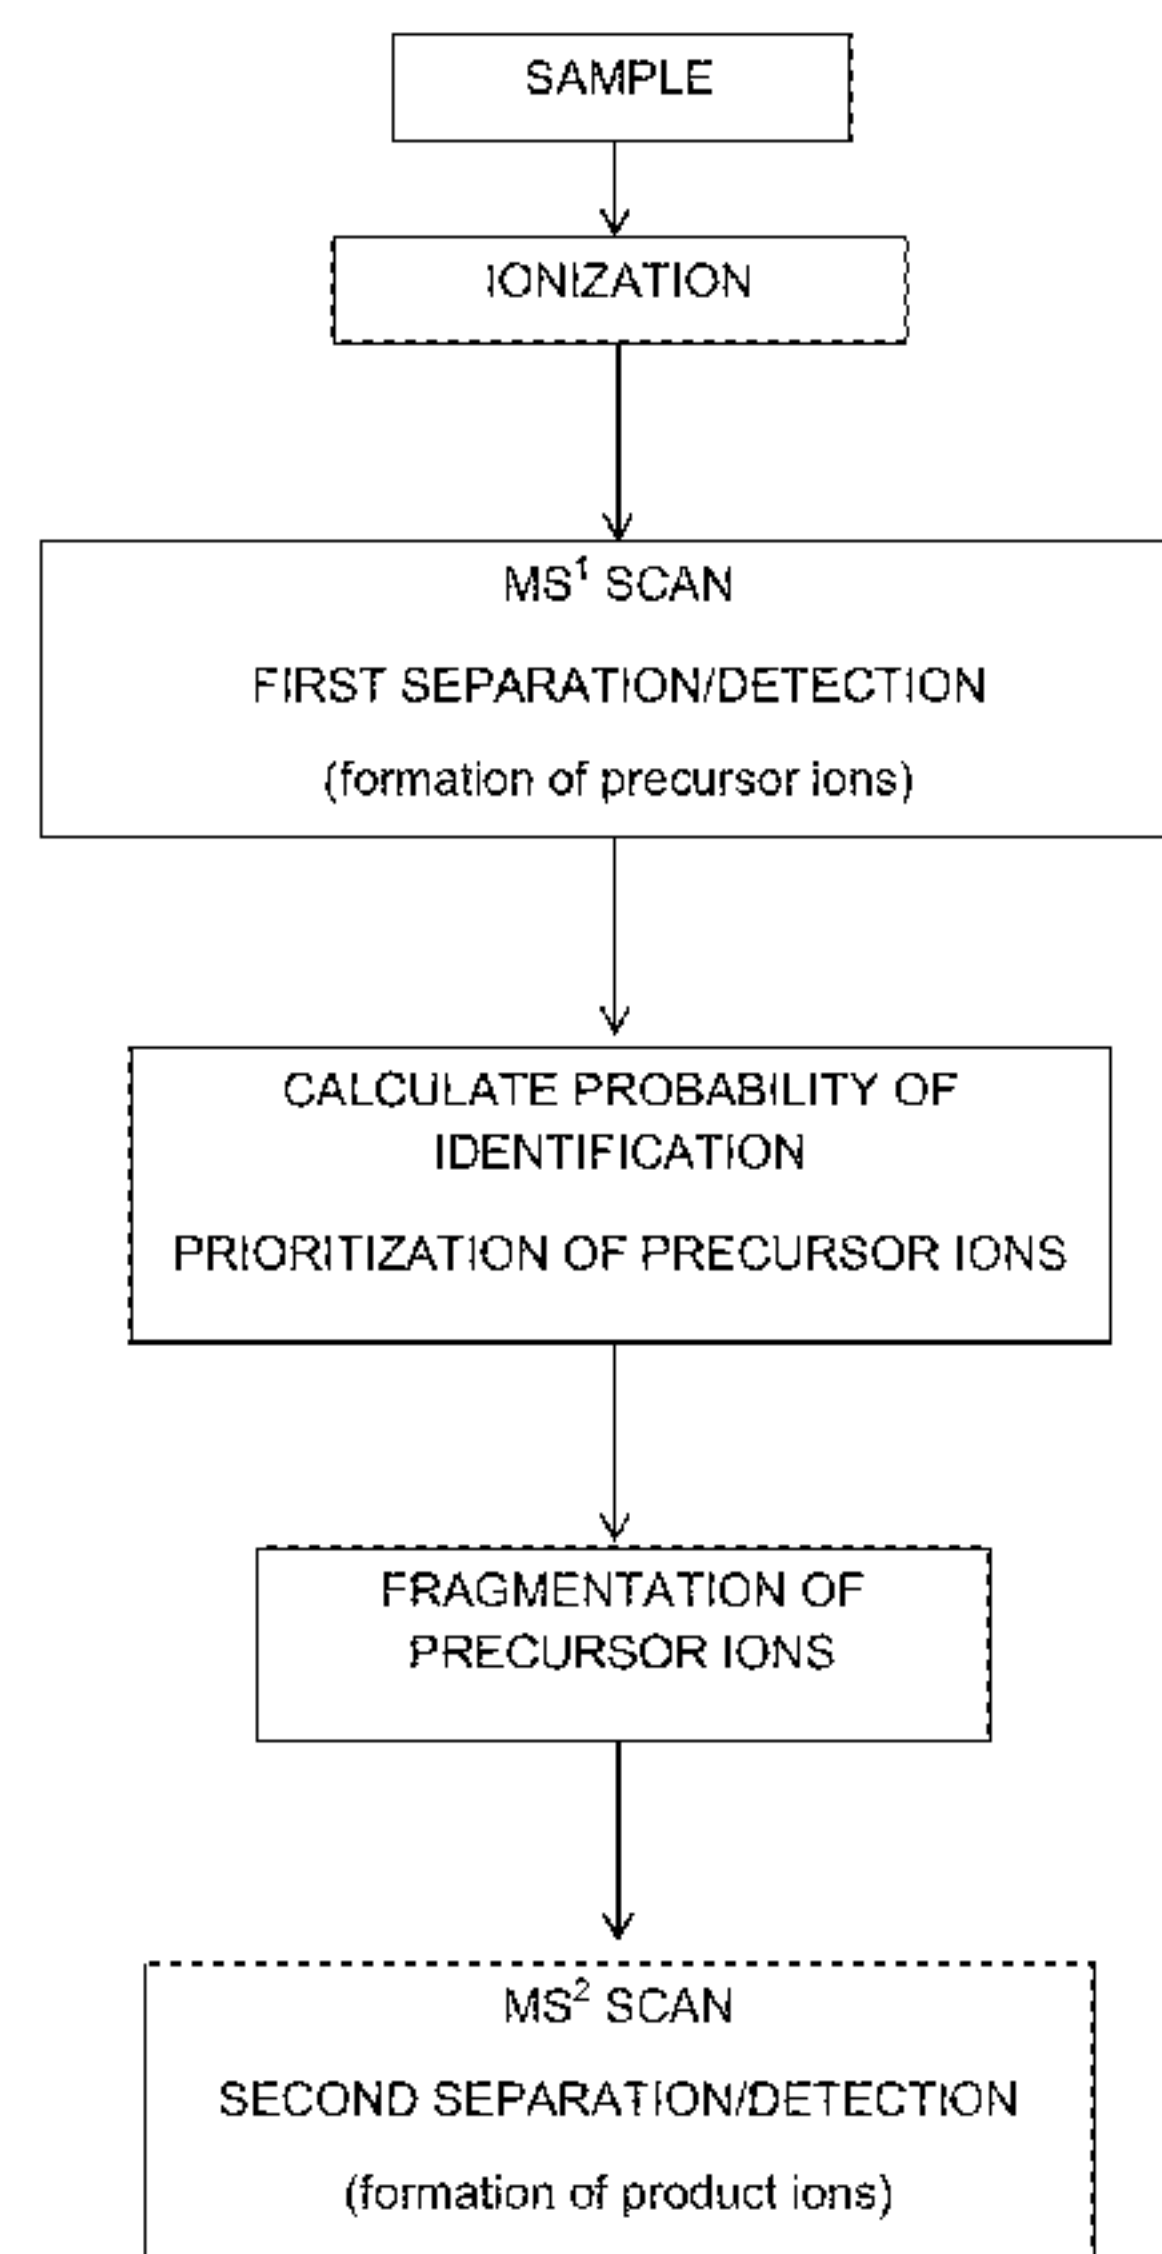 SAMPLE
IONIZATION
MS¹ SCAN
FIRST SEPARATION/DETECTION
(formation of precursor ions)
CALCULATE PROBABILITY OF
IDENTIFICATION
PRIORITIZATION OF PRECURSOR IONS
FRAGMENTATION OF
PRECURSOR IONS
MS² SCAN
SECOND SEPARATION/DETECTION
(formation of product ions)